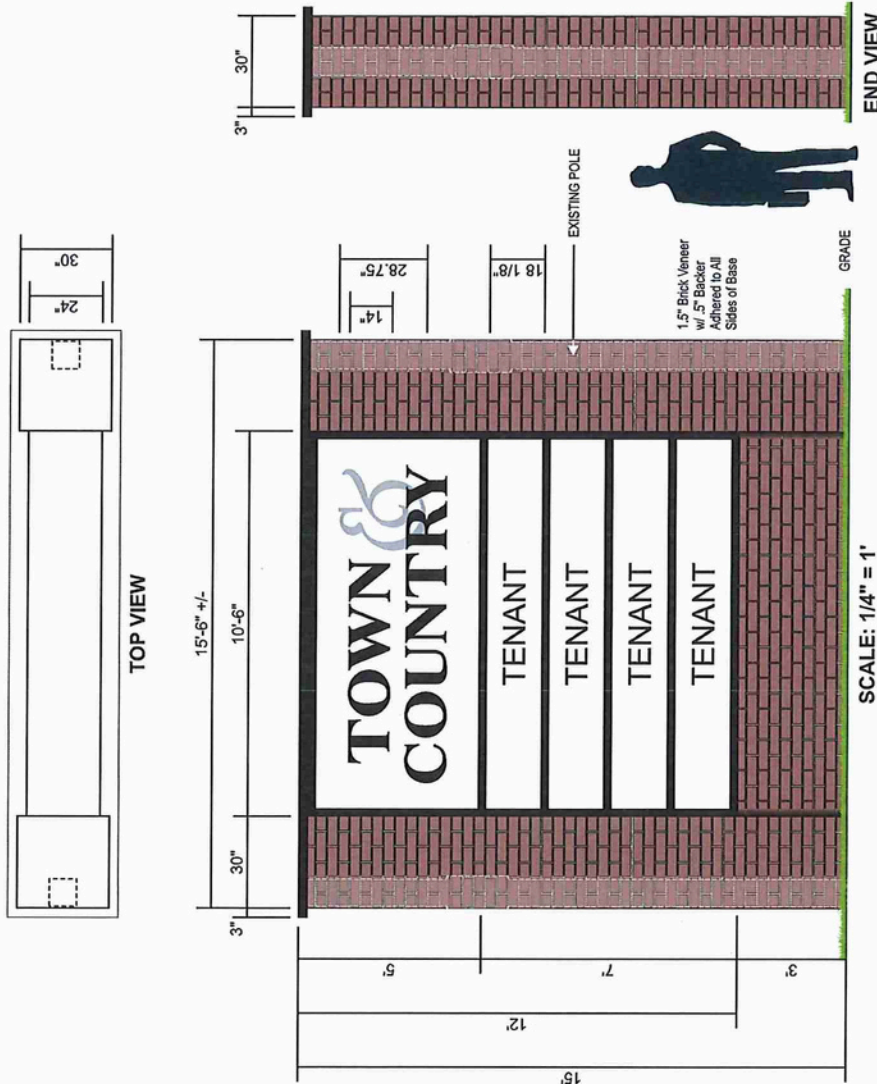 30"
24"
TOP VIEW
15'-6" +/-
10'-6"
30"
3"
3"
30"
5'
7'
12'
15'
3'
28.75"
14"
18 1/8"
TOWN &
COUNTRY
TENANT
TENANT
TENANT
TENANT
EXISTING POLE
1.5" Brick Veneer
w/ .5" Backer
Adhered to All
Sides of Base
GRADE
SCALE: 1/4" = 1'
END VIEW